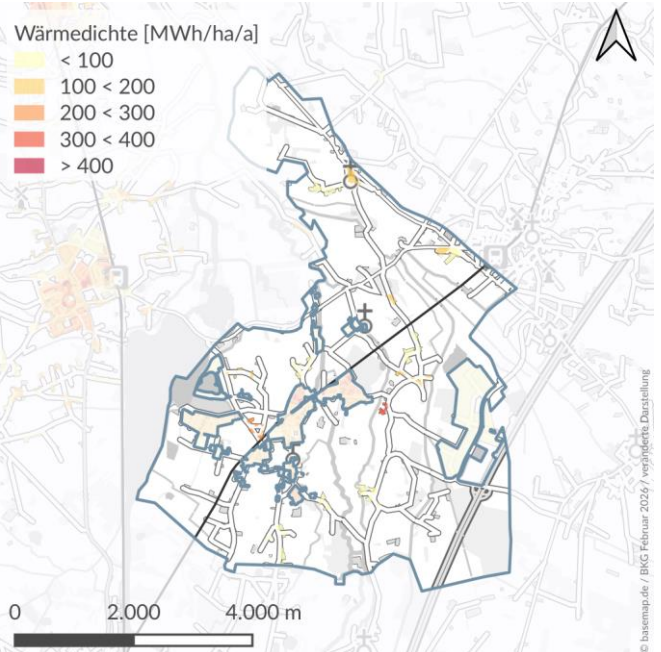 Wärmedichte [MWh/ha/a]
< 100
100 < 200
200 < 300
300 < 400
> 400
0 2.000 4.000 m
© basemap.de / BKG Februar 2026 / veränderte Darstellung